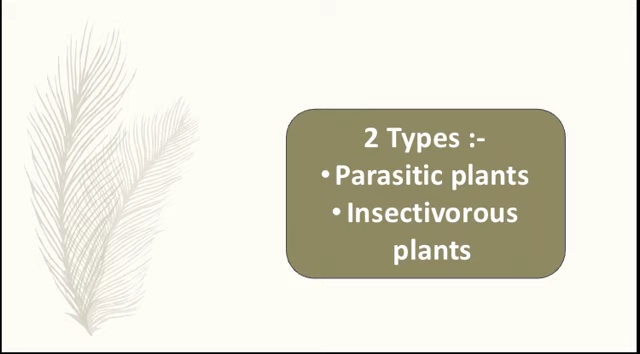 2 Types :-
• Parasitic plants
• Insectivorous
plants